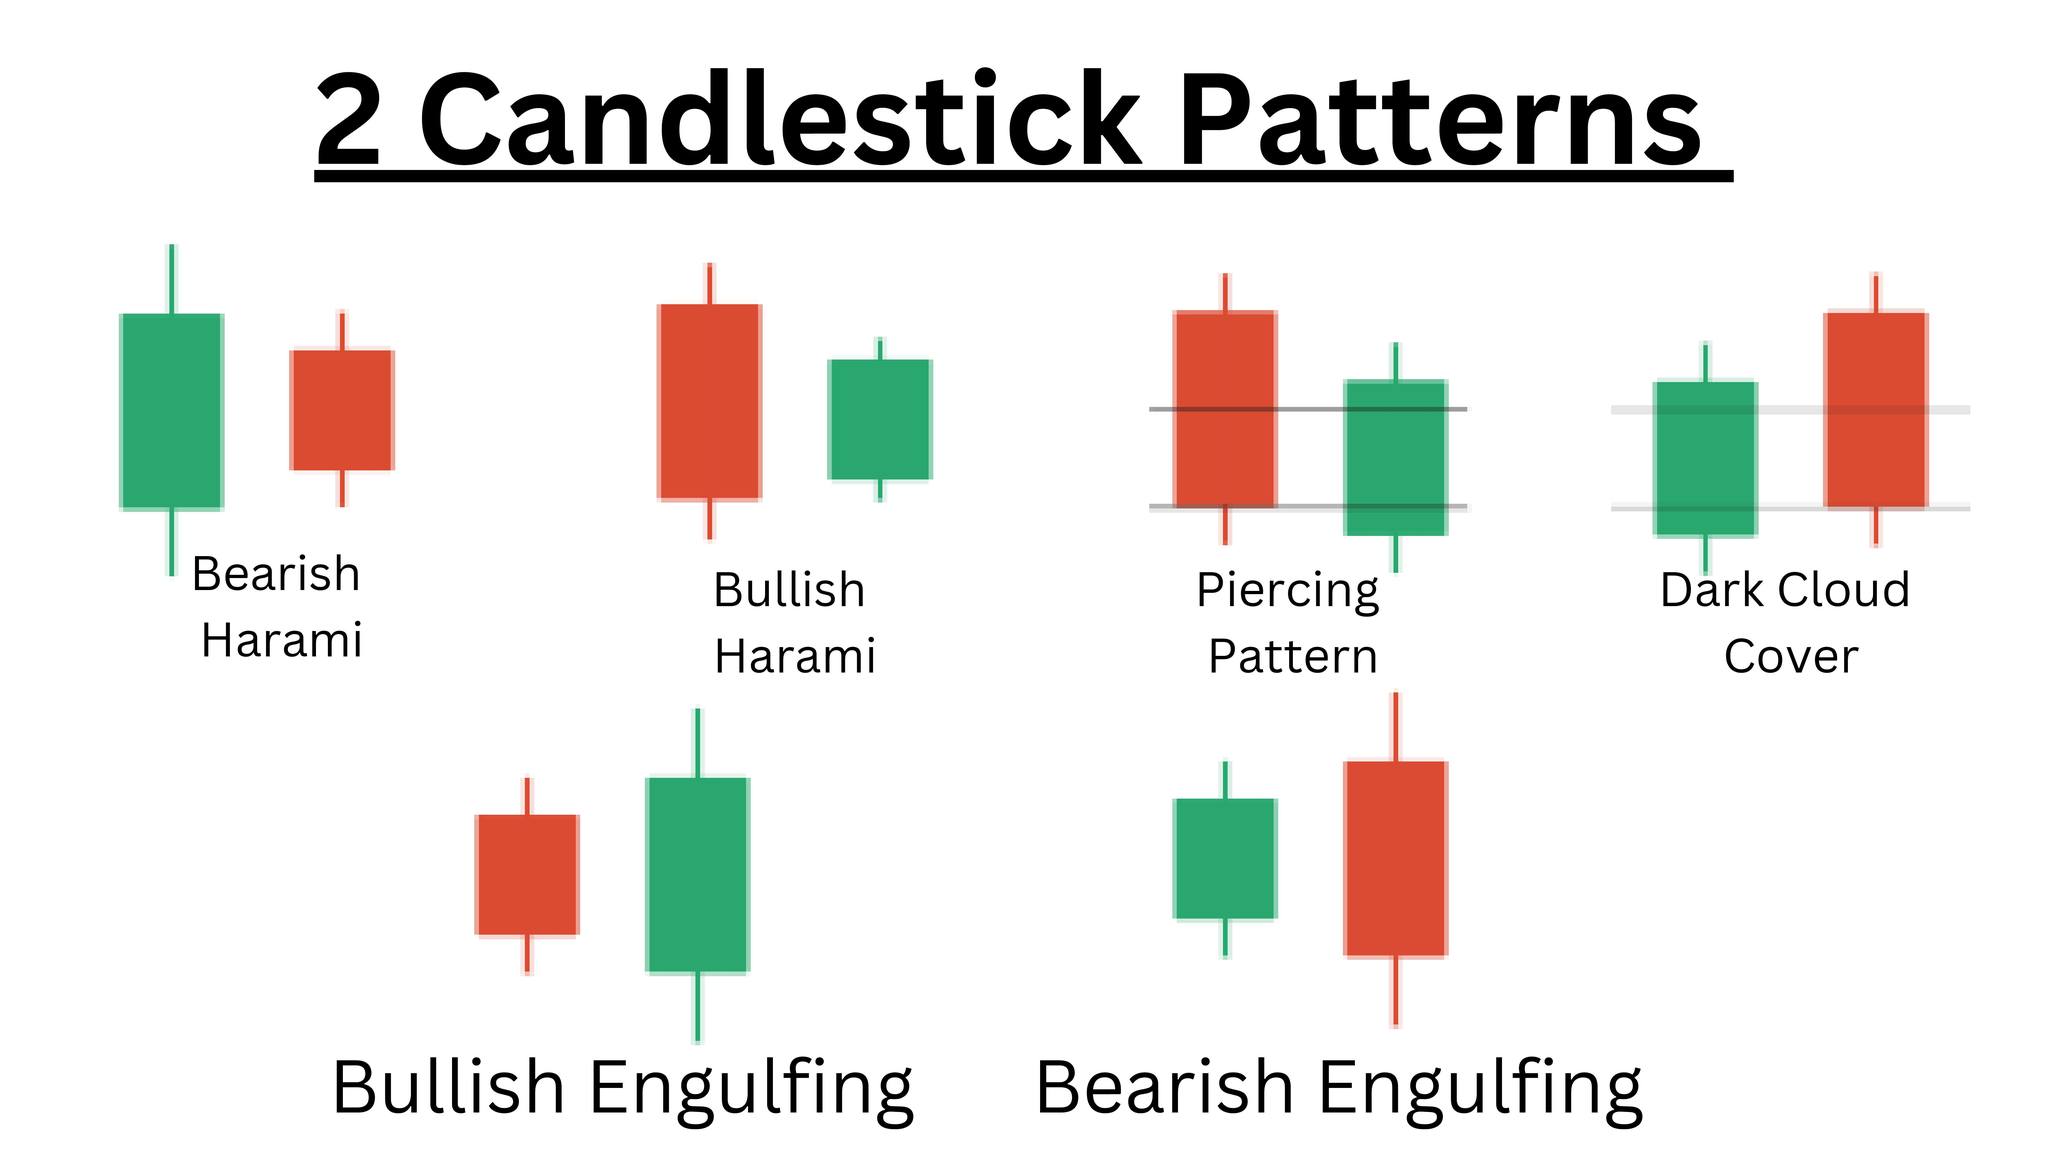 2 Candlestick Patterns
Bearish
Harami
Bullish
Harami
Piercing
Pattern
Dark Cloud
Cover
Bullish Engulfing
Bearish Engulfing